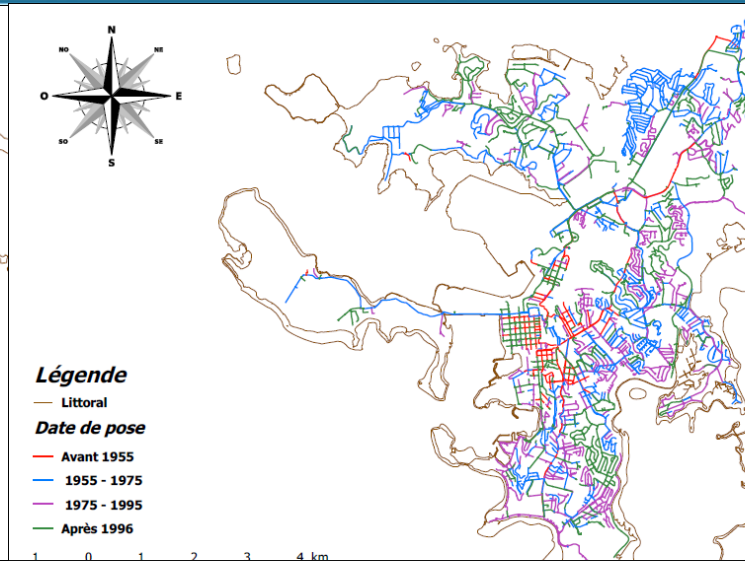 N
NO NE
O E
SO SE
S
Légende
Littoral
Date de pose
Avant 1955
1955 - 1975
1975 - 1995
Après 1996
1 0 1 2 3 4 km